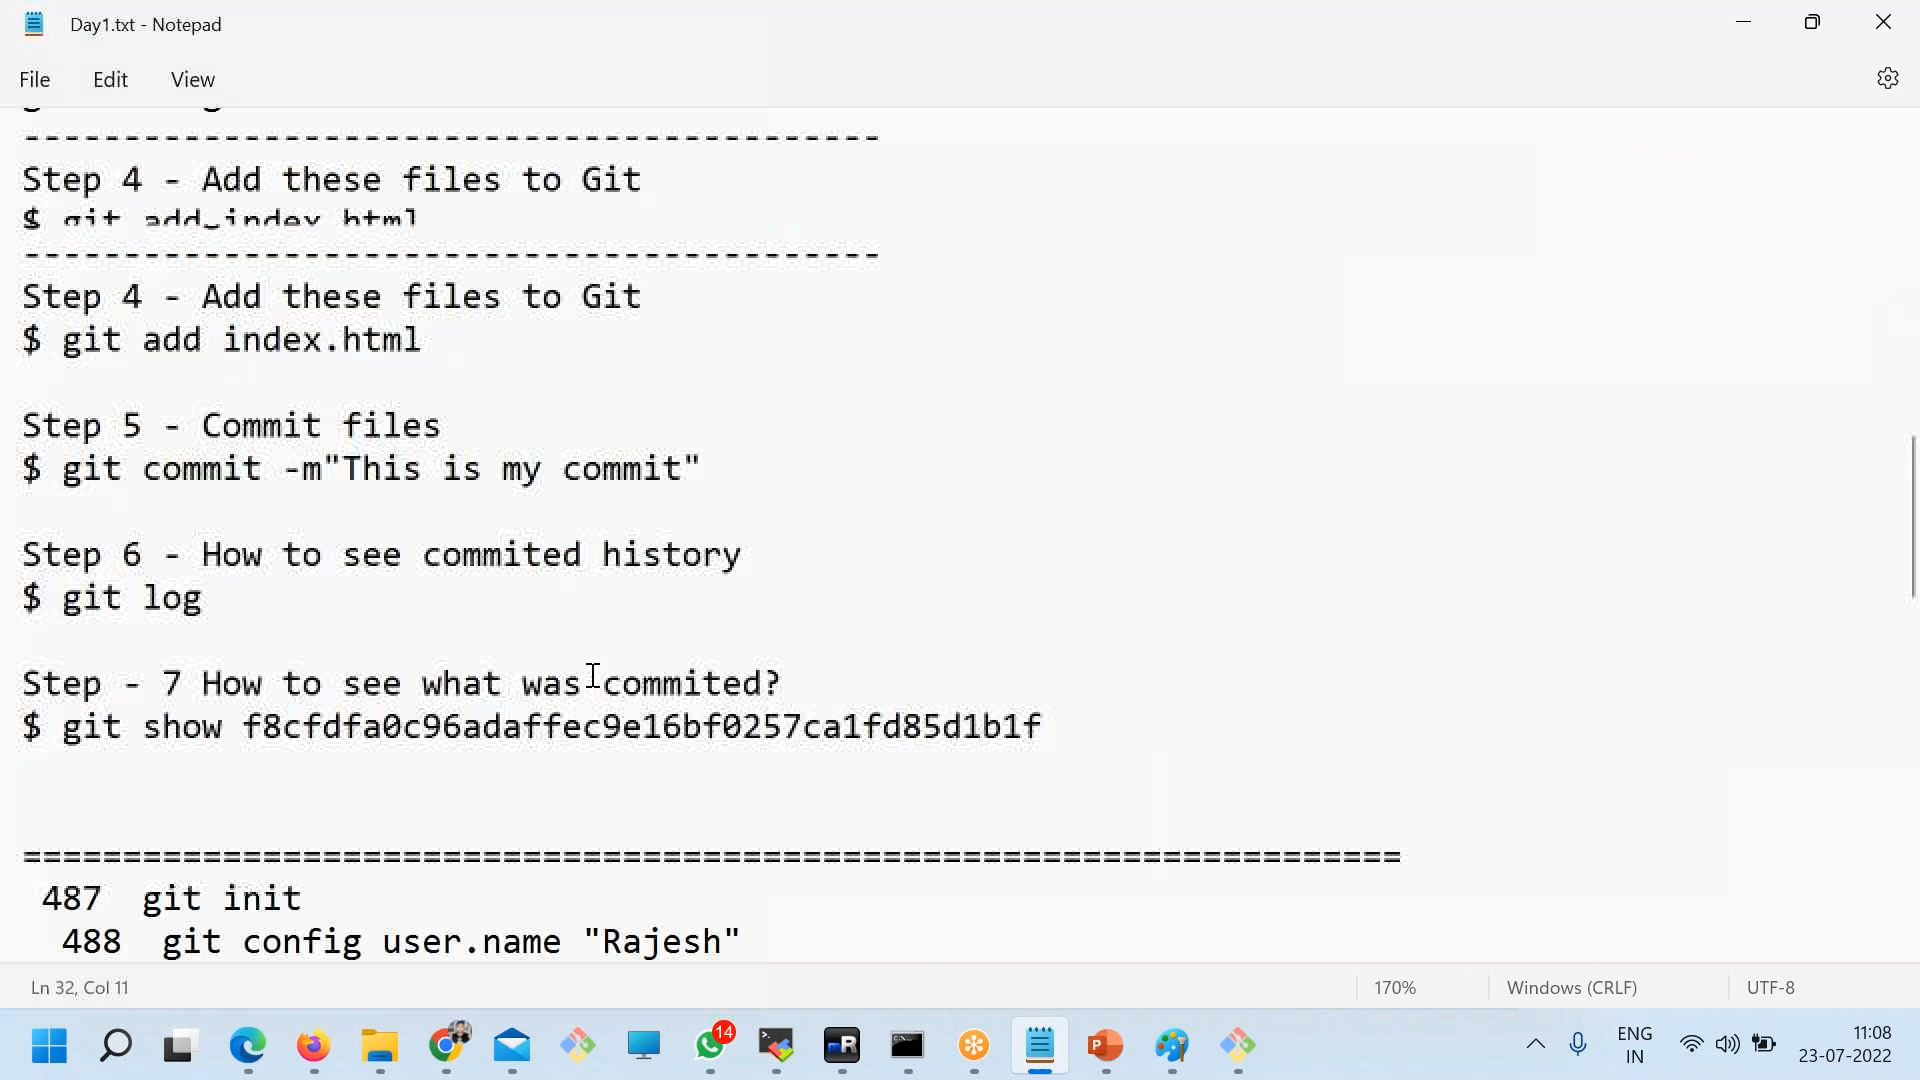 Day1.txt - Notepad
File Edit View
--------------------------------------------
Step 4 - Add these files to Git
$ git add index.html
--------------------------------------------
Step 4 - Add these files to Git
$ git add index.html
Step 5 - Commit files
$ git commit -m"This is my commit"
Step 6 - How to see commited history
$ git log
Step - 7 How to see what was commited?
$ git show f8cfdfa0c96adaffec9e16bf0257ca1fd85d1b1f
=====================================================================
487 git init
488 git config user.name "Rajesh"
Ln 32, Col 11 170% Windows (CRLF) UTF-8
14
ENG
IN
11:08
23-07-2022